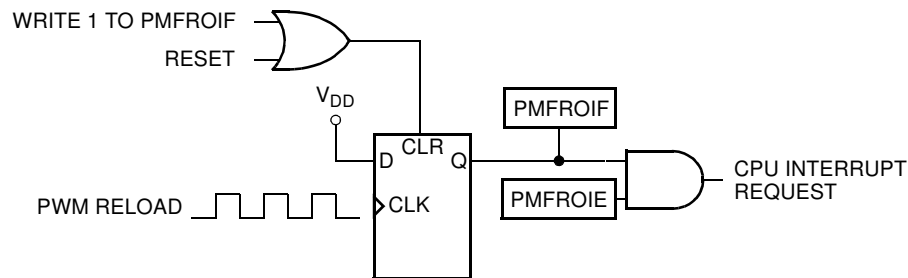 WRITE 1 TO PMFROIF
RESET
VDD
PMFROIF
D
CLR
Q
CPU INTERRUPT
REQUEST
PWM RELOAD
CLK
PMFROIE